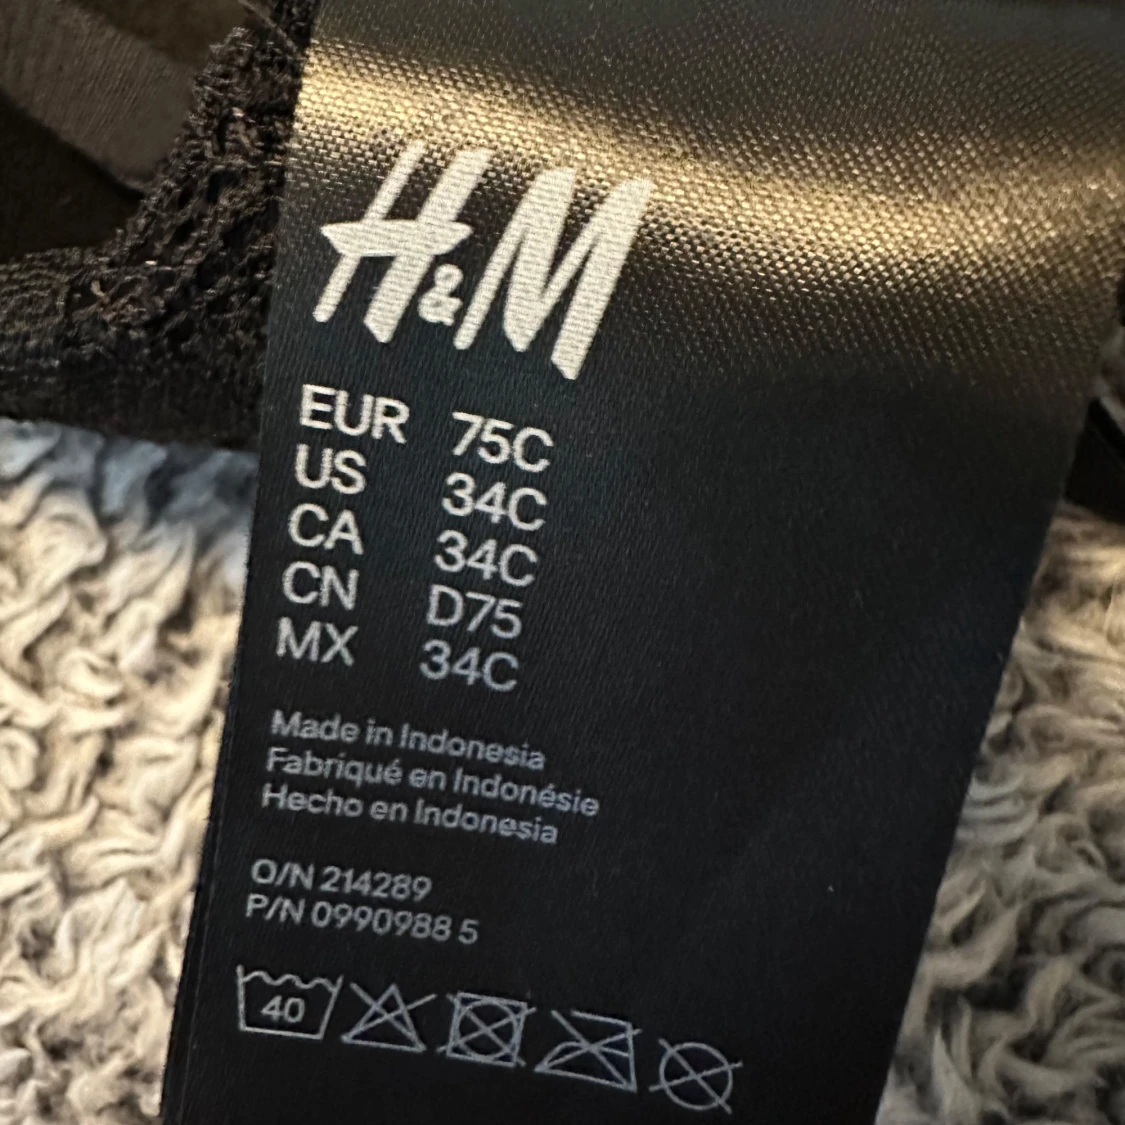 H&M
EUR 75C
US 34C
CA 34C
CN D75
MX 34C
Made in Indonesia
Fabriqué en Indonésie
Hecho en Indonesia
O/N 214289
P/N 0990988 5
40